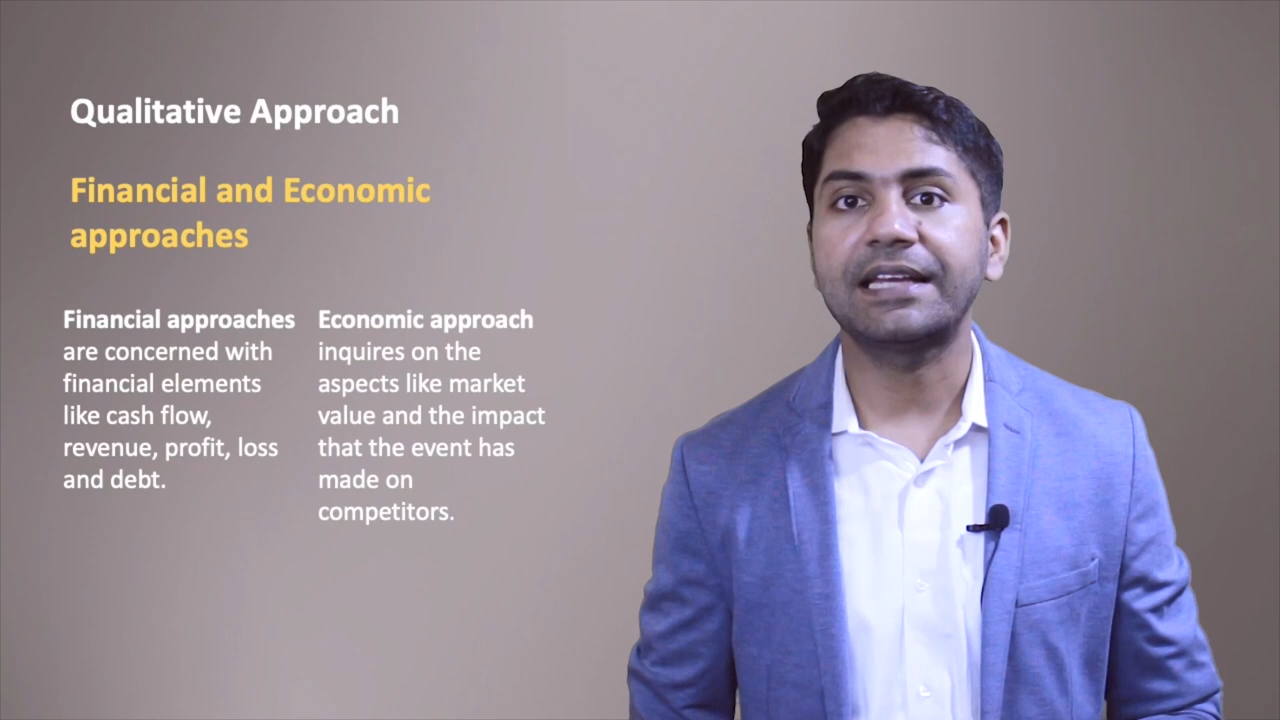 Qualitative Approach
Financial and Economic
approaches
Financial approaches
are concerned with
financial elements
like cash flow,
revenue, profit, loss
and debt.
Economic approach
inquires on the
aspects like market
value and the impact
that the event has
made on
competitors.